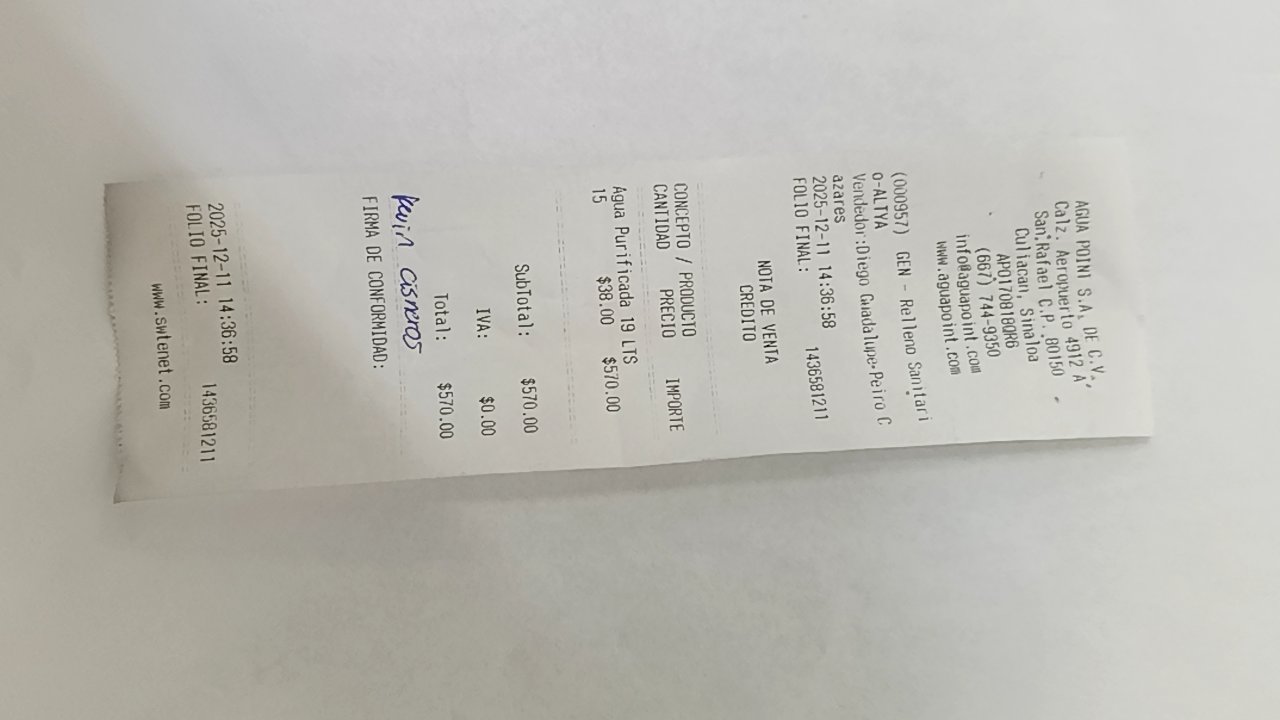 AGUA POINT S.A. DE C.V.,
Calz. Aeropuerto 4912 A
San Rafael C.P. 80150
Culiacan, Sinaloa
APO1708180R6
(667) 744-9350
info@aguapoint.com
www.aguapoint.com
(000957) GEN - Relleno Sanitari
o-ALTYA
Vendedor:Diego Guadalupe Peiro C
azares
2025-12-11 14:36:58
FOLIO FINAL: 1436581211
NOTA DE VENTA
CREDITO
CONCEPTO / PRODUCTO
CANTIDAD PRECIO IMPORTE
Agua Purificada 19 LTS
15 $38.00 $570.00
SubTotal: $570.00
IVA: $0.00
Total: $570.00
Kevin Cisneros
FIRMA DE CONFORMIDAD:
2025-12-11 14:36:58
FOLIO FINAL: 1436581211
www.swtenet.com